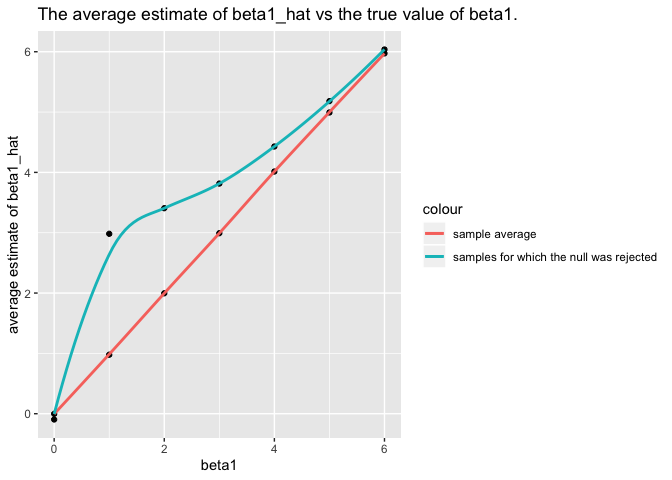 The average estimate of beta1_hat vs the true value of beta1.
6
4
2
0
average estimate of beta1_hat
0
2
4
6
beta1
colour
sample average
samples for which the null was rejected